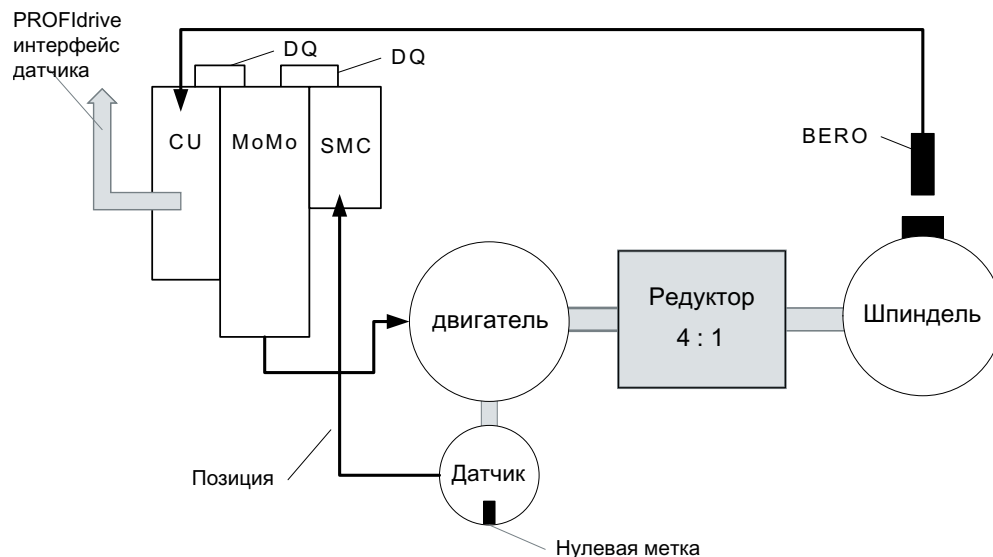 PROFIdrive
интерфейс
датчика
DQ
DQ
CU
MoMo
SMC
BERO
двигатель
Редуктор
4 : 1
Шпиндель
Датчик
Позиция
Нулевая метка